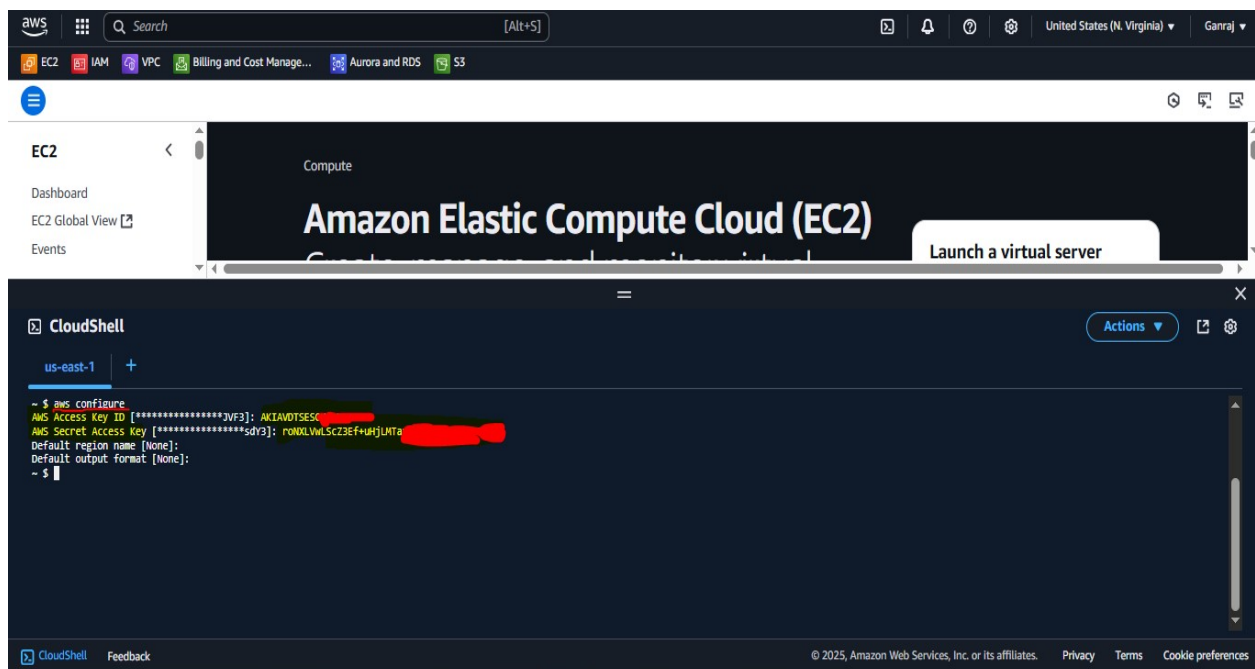 aws
Search [Alt+S] United States (N. Virginia) Ganraj
EC2 IAM VPC Billing and Cost Manage... Aurora and RDS S3
EC2
Dashboard
EC2 Global View
Events
Compute
Amazon Elastic Compute Cloud (EC2)
Launch a virtual server
CloudShell Actions
us-east-1 +
~ $ aws configure
AWS Access Key ID [****************JVF3]:
AWS Secret Access Key [****************sdY3]:
Default region name [None]:
Default output format [None]:
~ $
CloudShell Feedback © 2025, Amazon Web Services, Inc. or its affiliates. Privacy Terms Cookie preferences